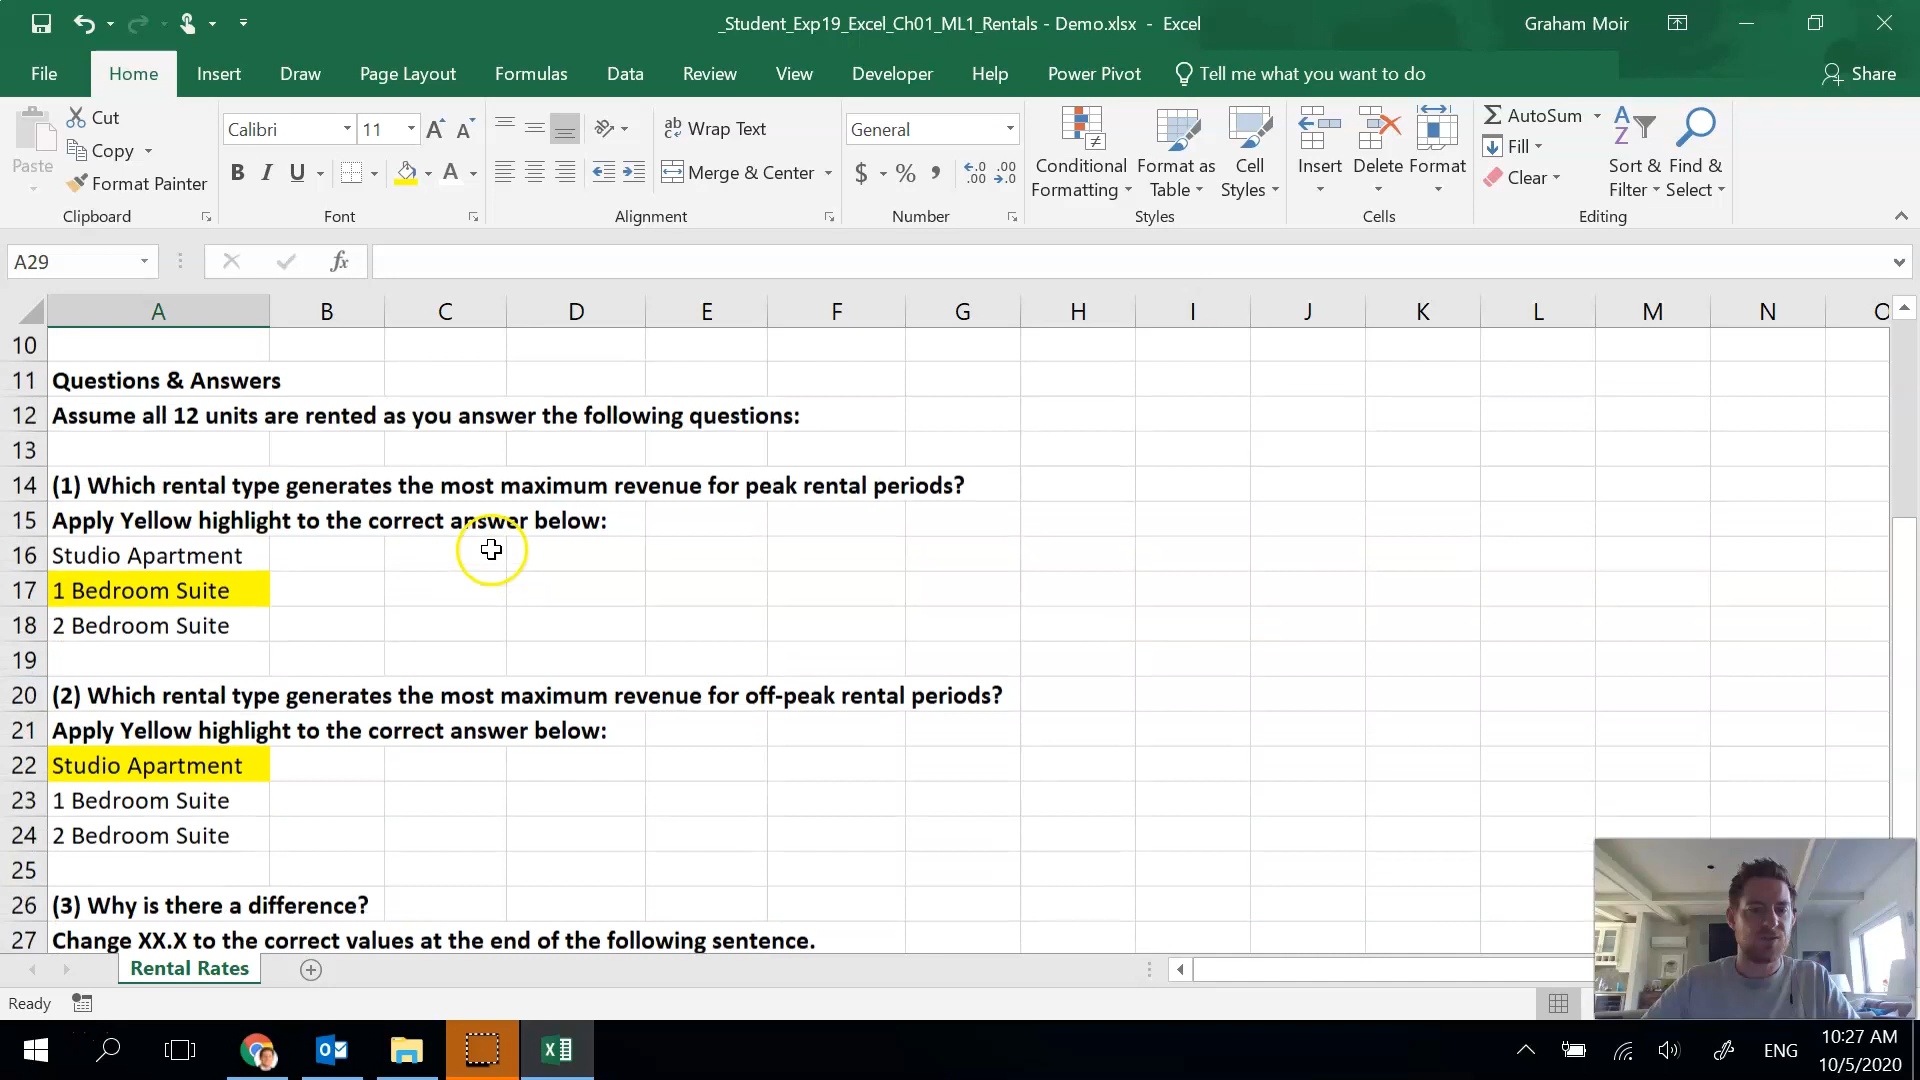 _Student_Exp19_Excel_Ch01_ML1_Rentals - Demo.xlsx - Excel
Graham Moir
File Home Insert Draw Page Layout Formulas Data Review View Developer Help Power Pivot Tell me what you want to do Share
Paste
Cut
Copy
Format Painter
Clipboard
Calibri 11
B I U
Font
Wrap Text
Merge & Center
Alignment
General
$ % ,
Number
Conditional Formatting
Format as Table
Cell Styles
Styles
Insert Delete Format
Cells
AutoSum
Fill
Clear
Sort & Filter
Find & Select
Editing
A29
fx
A B C D E F G H I J K L M N O
10
11 Questions & Answers
12 Assume all 12 units are rented as you answer the following questions:
13
14 (1) Which rental type generates the most maximum revenue for peak rental periods?
15 Apply Yellow highlight to the correct answer below:
16 Studio Apartment
17 1 Bedroom Suite
18 2 Bedroom Suite
19
20 (2) Which rental type generates the most maximum revenue for off-peak rental periods?
21 Apply Yellow highlight to the correct answer below:
22 Studio Apartment
23 1 Bedroom Suite
24 2 Bedroom Suite
25
26 (3) Why is there a difference?
27 Change XX.X to the correct values at the end of the following sentence.
Rental Rates
Ready
ENG
10:27 AM
10/5/2020